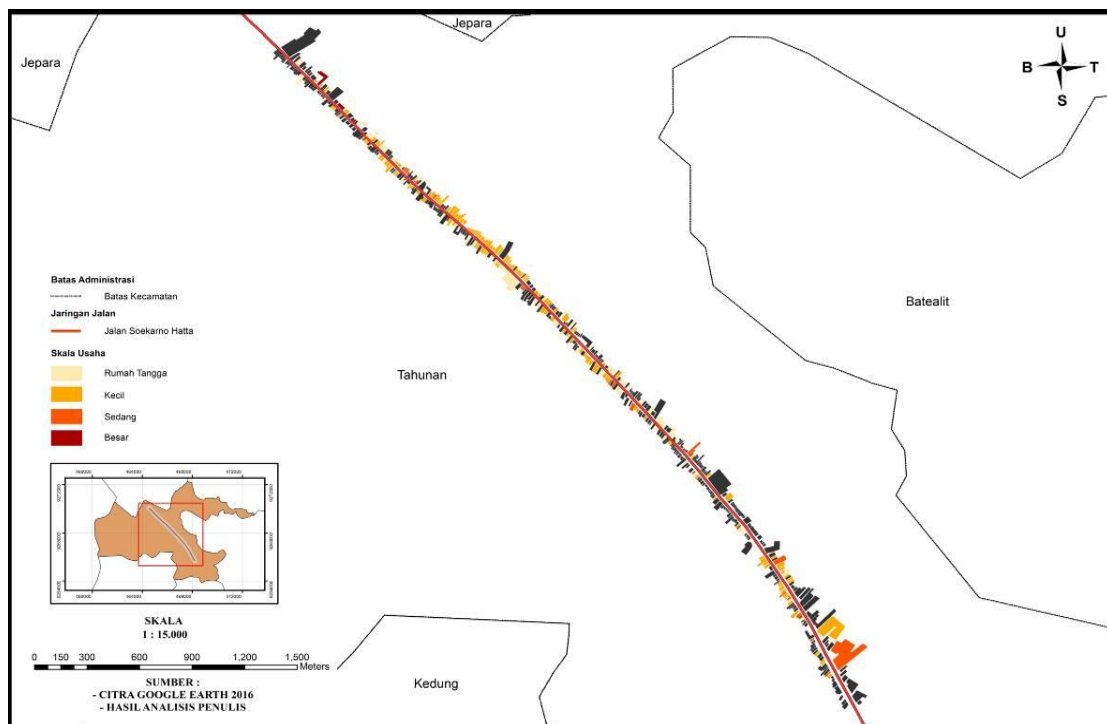 Jepara
Jepara
U
B T
S
Batas Administrasi
Batas Kecamatan
Jaringan Jalan
Jalan Soekarno Hatta
Skala Usaha
Rumah Tangga
Kecil
Sedang
Besar
Tahunan
Batealit
Kedung
SKALA
1 : 15.000
0 150 300 600 900 1,200 1,500
Meters
SUMBER :
- CITRA GOOGLE EARTH 2016
- HASIL ANALISIS PENULIS